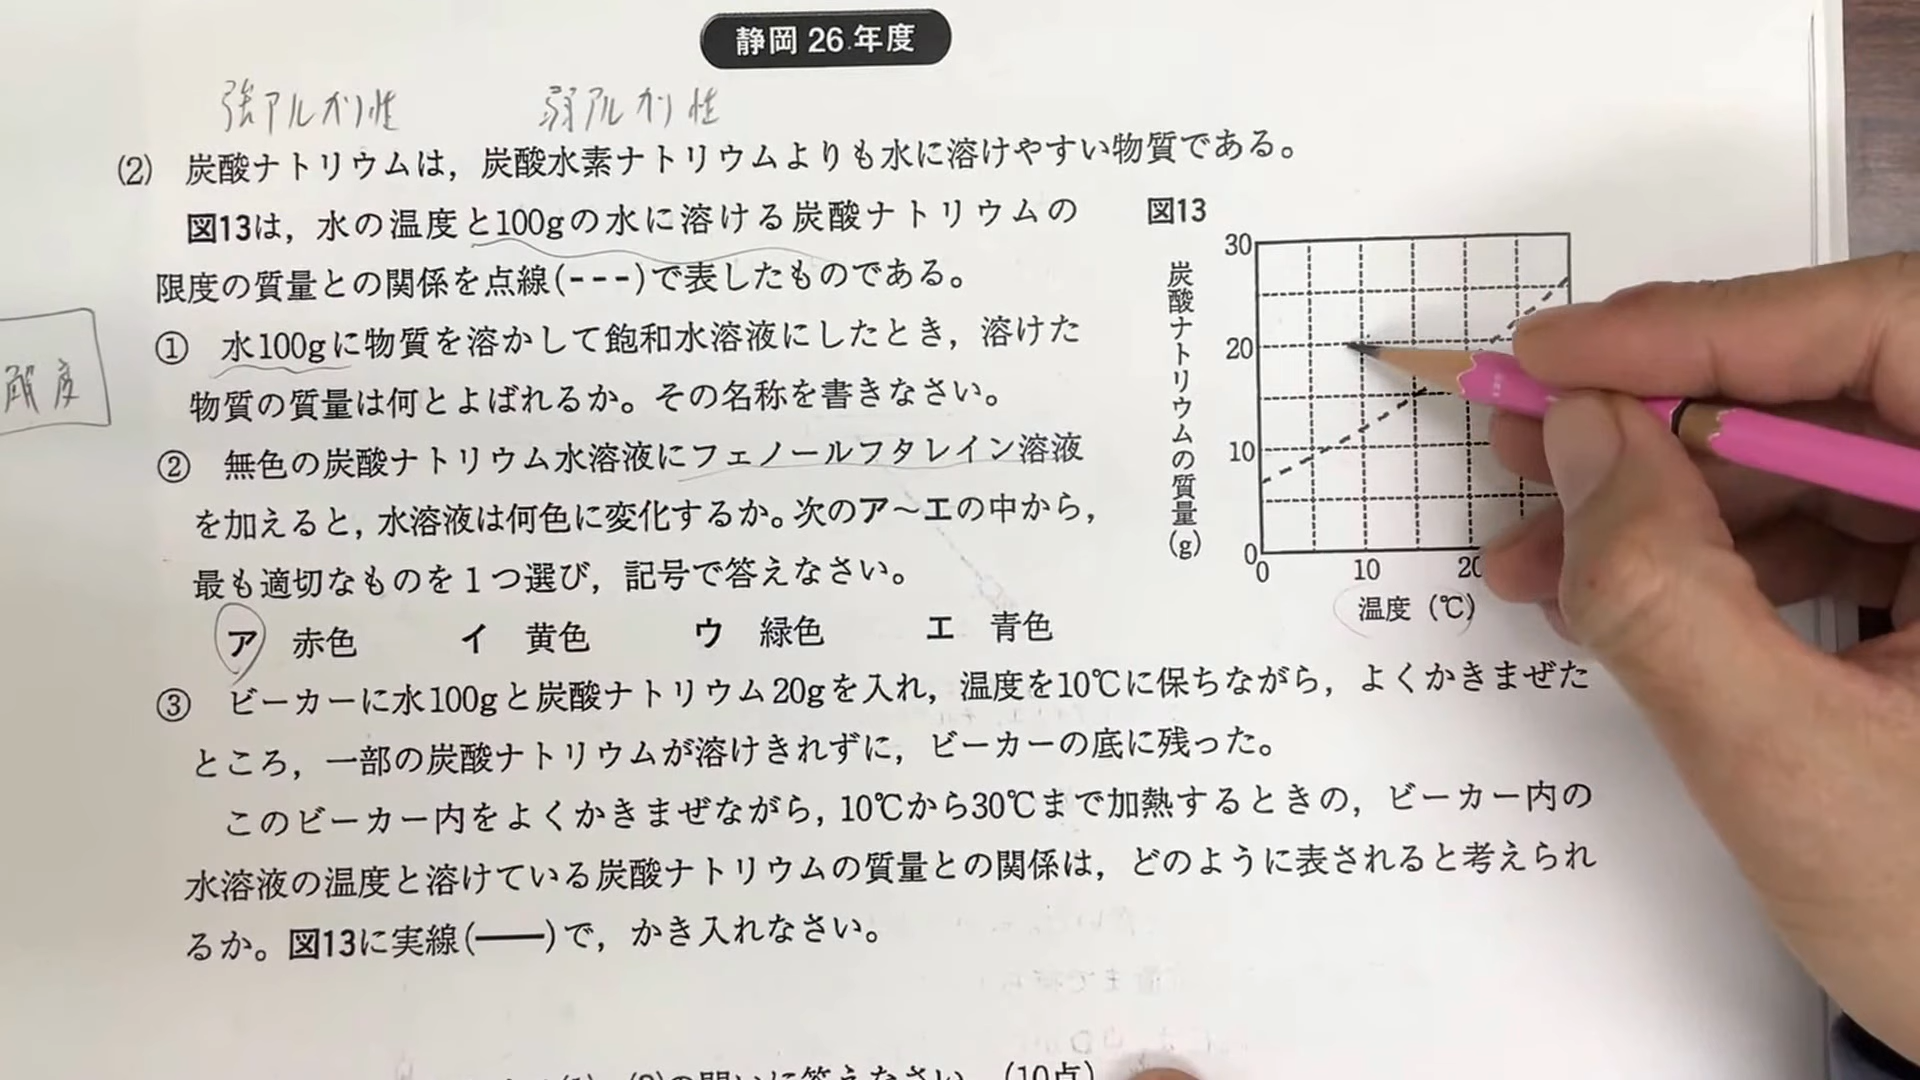 静岡 26年度
強アルカリ性 弱アルカリ性
(2) 炭酸ナトリウムは，炭酸水素ナトリウムよりも水に溶けやすい物質である。
図13は，水の温度と100gの水に溶ける炭酸ナトリウムの
限度の質量との関係を点線(---)で表したものである。
① 水100gに物質を溶かして飽和水溶液にしたとき，溶けた
物質の質量は何とよばれるか。その名称を書きなさい。
解度
② 無色の炭酸ナトリウム水溶液にフェノールフタレイン溶液
を加えると，水溶液は何色に変化するか。次のア～エの中から，
最も適切なものを1つ選び，記号で答えなさい。
ア 赤色 イ 黄色 ウ 緑色 エ 青色
図13
30
20
10
0
炭酸ナトリウムの質量(g)
0 10 20
温度 (℃)
③ ビーカーに水100gと炭酸ナトリウム20gを入れ，温度を10℃に保ちながら，よくかきまぜた
ところ，一部の炭酸ナトリウムが溶けきれずに，ビーカーの底に残った。
このビーカー内をよくかきまぜながら，10℃から30℃まで加熱するときの，ビーカー内の
水溶液の温度と溶けている炭酸ナトリウムの質量との関係は，どのように表されると考えられ
るか。図13に実線(——)で，かき入れなさい。
の問いに答えなさい。(10点)